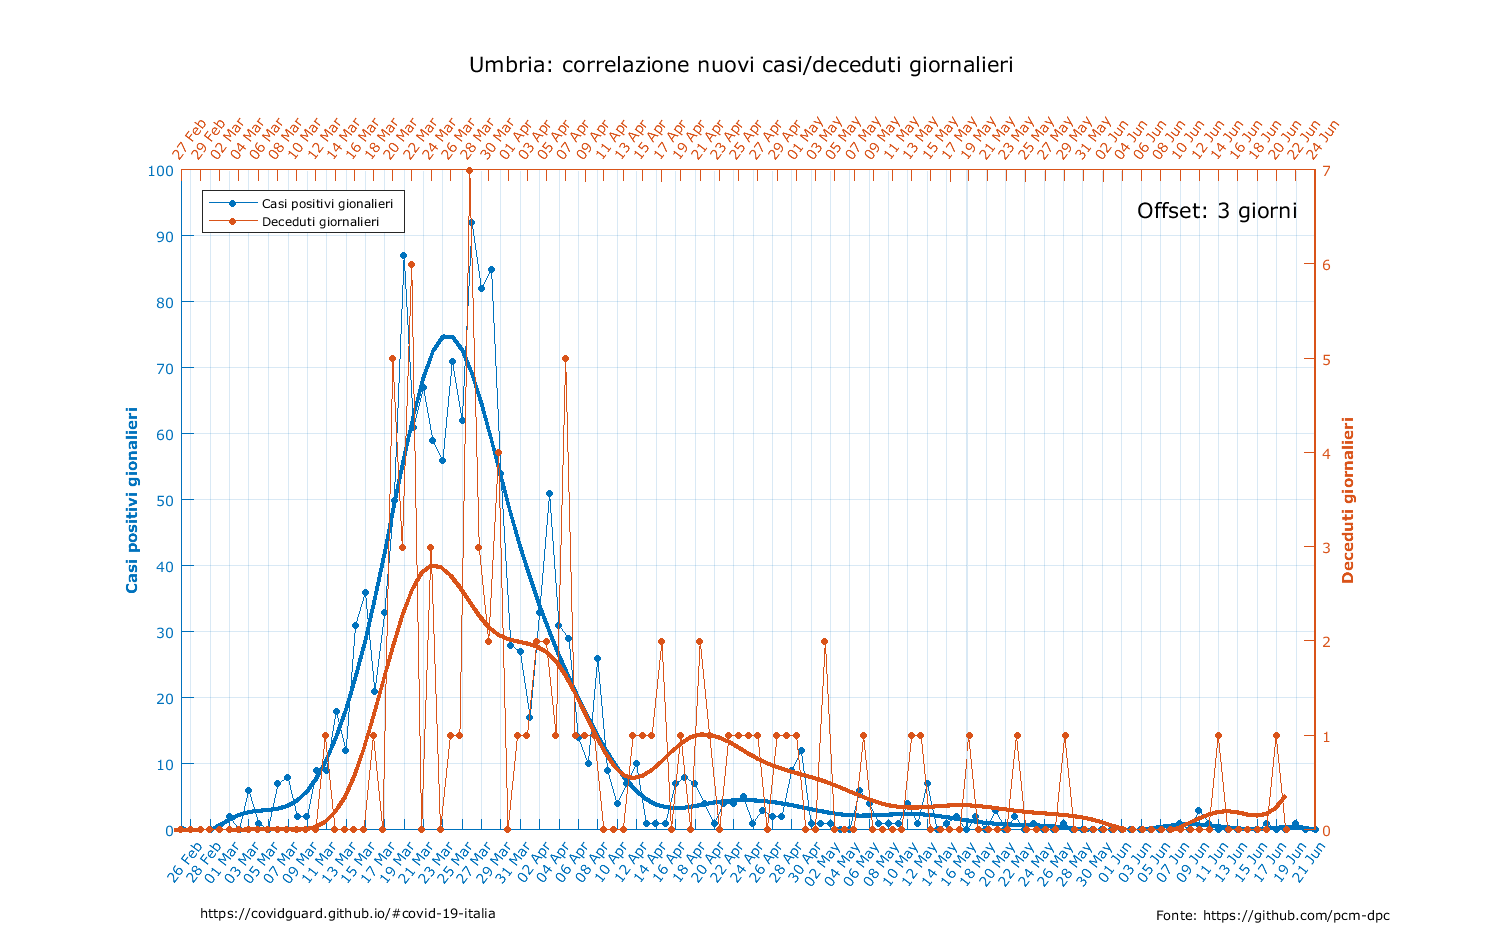 Umbria: correlazione nuovi casi/deceduti giornalieri
27 Feb
29 Feb
02 Mar
04 Mar
06 Mar
08 Mar
10 Mar
12 Mar
14 Mar
16 Mar
18 Mar
20 Mar
22 Mar
24 Mar
26 Mar
28 Mar
30 Mar
01 Apr
03 Apr
05 Apr
07 Apr
09 Apr
11 Apr
13 Apr
15 Apr
17 Apr
19 Apr
21 Apr
23 Apr
25 Apr
27 Apr
29 Apr
01 May
03 May
05 May
07 May
09 May
11 May
13 May
15 May
17 May
19 May
21 May
23 May
25 May
27 May
29 May
31 May
02 Jun
04 Jun
06 Jun
08 Jun
10 Jun
12 Jun
14 Jun
16 Jun
18 Jun
20 Jun
22 Jun
24 Jun
Casi positivi gionalieri
Deceduti giornalieri
Offset: 3 giorni
100
90
80
70
60
50
40
30
20
10
0
Casi positivi gionalieri
7
6
5
4
3
2
1
0
Deceduti giornalieri
26 Feb
28 Feb
01 Mar
03 Mar
05 Mar
07 Mar
09 Mar
11 Mar
13 Mar
15 Mar
17 Mar
19 Mar
21 Mar
23 Mar
25 Mar
27 Mar
29 Mar
31 Mar
02 Apr
04 Apr
06 Apr
08 Apr
10 Apr
12 Apr
14 Apr
16 Apr
18 Apr
20 Apr
22 Apr
24 Apr
26 Apr
28 Apr
30 Apr
02 May
04 May
06 May
08 May
10 May
12 May
14 May
16 May
18 May
20 May
22 May
24 May
26 May
28 May
30 May
01 Jun
03 Jun
05 Jun
07 Jun
09 Jun
11 Jun
13 Jun
15 Jun
17 Jun
19 Jun
21 Jun
https://covidguard.github.io/#covid-19-italia
Fonte: https://github.com/pcm-dpc